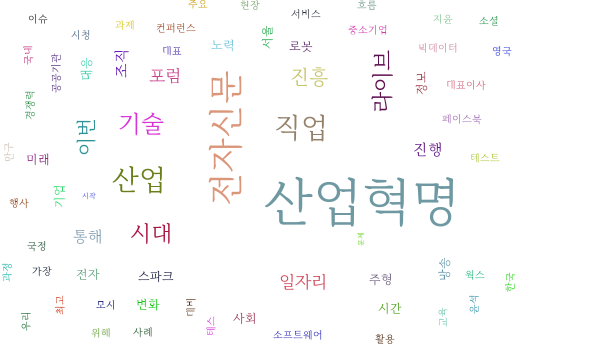 주요
현장
흐름
이슈
과제
컨퍼런스
서비스
지윤
소셜
시청
서울
중소기업
국내
공공기관
대응
조직
대표
노력
로봇
빅데이터
영국
포럼
진흥
라이브
정보
대표이사
경쟁력
전자신문
이번
기술
직업
페이스북
연구
미래
산업
진행
테스트
행사
기업
시작
산업혁명
통해
시대
문제
국정
과정
가장
전자
스파크
일자리
주형
방송
웍스
한국
최고
모시
변화
대비
시간
윤석
우리
위해
사례
테스
사회
소프트웨어
활용
교육